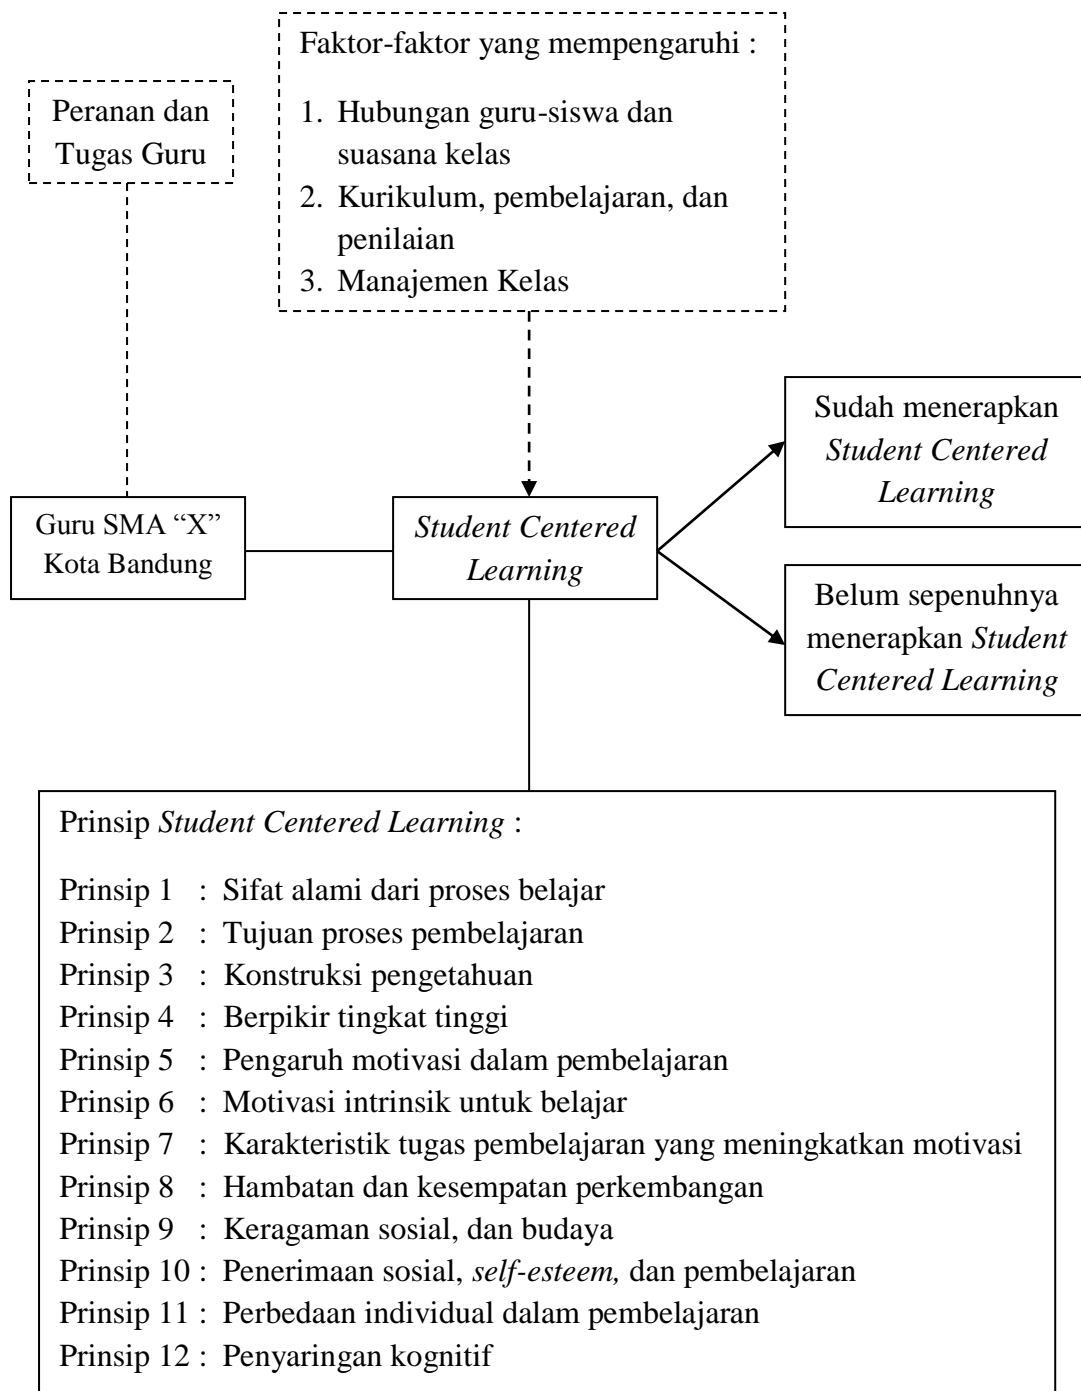 Faktor-faktor yang mempengaruhi :
1. Hubungan guru-siswa dan
suasana kelas
2. Kurikulum, pembelajaran, dan
penilaian
3. Manajemen Kelas
Peranan dan
Tugas Guru
Sudah menerapkan
Student Centered
Learning
Guru SMA “X”
Kota Bandung
Student Centered
Learning
Belum sepenuhnya
menerapkan Student
Centered Learning
Prinsip Student Centered Learning :
Prinsip 1 : Sifat alami dari proses belajar
Prinsip 2 : Tujuan proses pembelajaran
Prinsip 3 : Konstruksi pengetahuan
Prinsip 4 : Berpikir tingkat tinggi
Prinsip 5 : Pengaruh motivasi dalam pembelajaran
Prinsip 6 : Motivasi intrinsik untuk belajar
Prinsip 7 : Karakteristik tugas pembelajaran yang meningkatkan motivasi
Prinsip 8 : Hambatan dan kesempatan perkembangan
Prinsip 9 : Keragaman sosial, dan budaya
Prinsip 10 : Penerimaan sosial, self-esteem, dan pembelajaran
Prinsip 11 : Perbedaan individual dalam pembelajaran
Prinsip 12 : Penyaringan kognitif